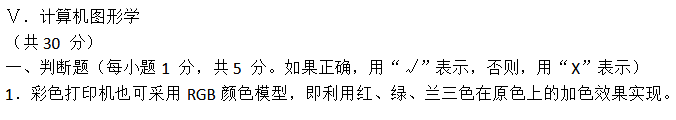 Ⅴ．计算机图形学
（共30 分）
一、判断题（每小题1 分，共5 分。如果正确，用“√”表示，否则，用“X”表示）
1．彩色打印机也可采用 RGB 颜色模型，即利用红、绿、兰三色在原色上的加色效果实现。